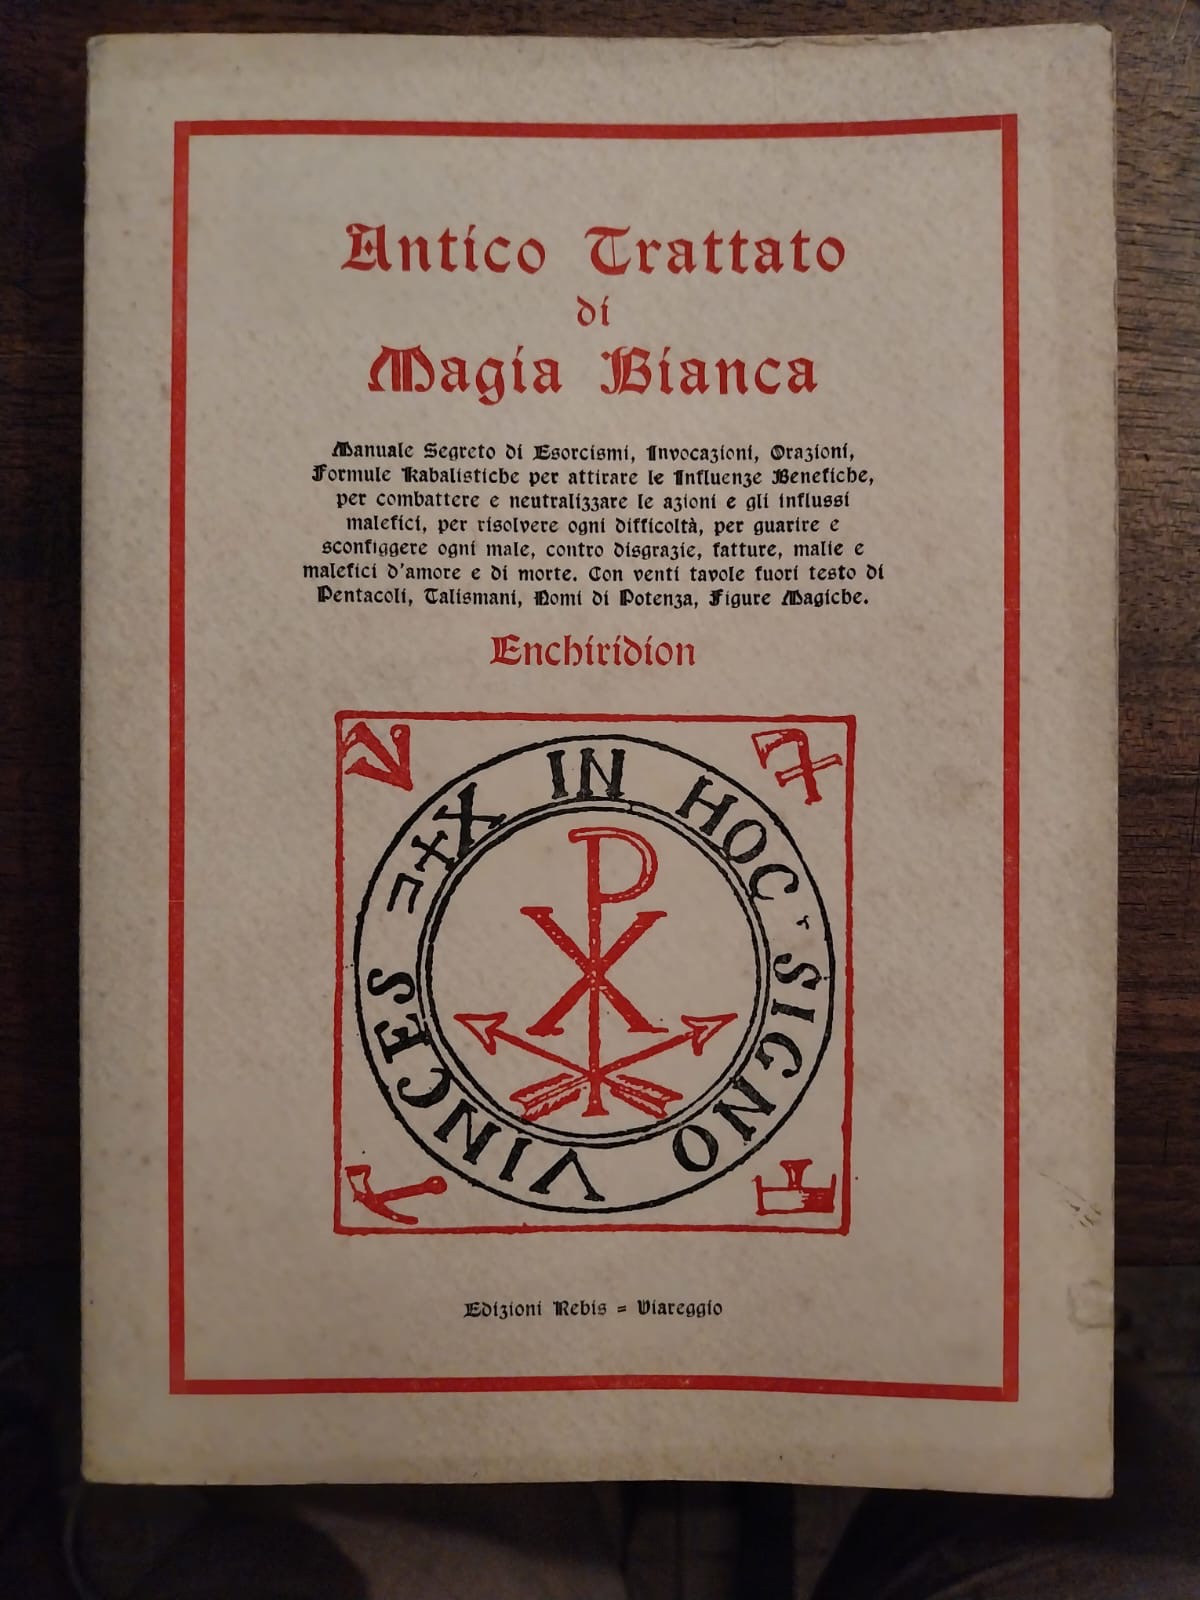 Antico Trattato
di
Magia Bianca
Manuale Segreto di Esorcismi, Invocazioni, Orazioni,
Formule Kabalistiche per attirare le Influenze Benefiche,
per combattere e neutralizzare le azioni e gli influssi
malefici, per risolvere ogni difficoltà, per guarire e
sconfiggere ogni male, contro disgrazie, fatture, malie e
malefici d'amore e di morte. Con venti tavole fuori testo di
Pentacoli, Talismani, Nomi di Potenza, Figure Magiche.
Enchiridion
IN HOC SIGNO VINCES =‡X
P
X
Edizioni Rebis = Viareggio